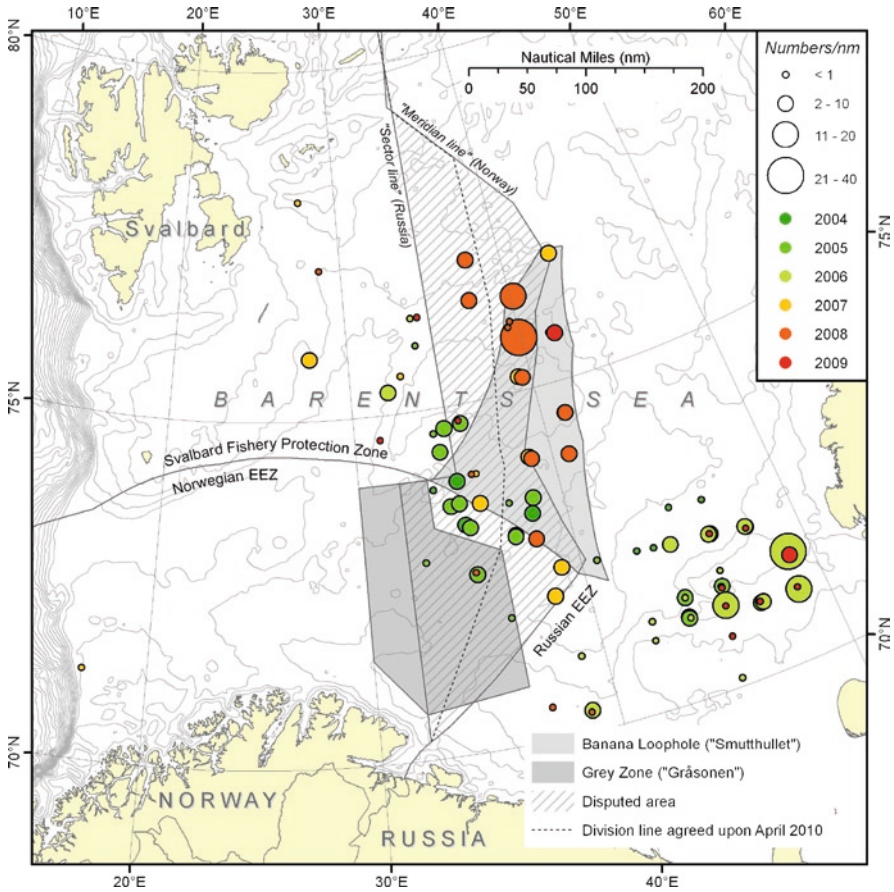 10°E 20°E 30°E 40°E 50°E 60°E
80°N
Nautical Miles (nm)
0 50 100 200
Numbers/nm
< 1
2 - 10
11 - 20
21 - 40
2004
2005
2006
2007
2008
2009
"Meridian line" (Norway)
"Sector line" (Russia)
Svalbard
75°N
75°N
BARENTS SEA
Svalbard Fishery Protection Zone
Norwegian EEZ
Russian EEZ
70°N
70°N
Banana Loophole ("Smutthullet")
Grey Zone ("Gråsonen")
Disputed area
Division line agreed upon April 2010
NORWAY
RUSSIA
20°E 30°E 40°E